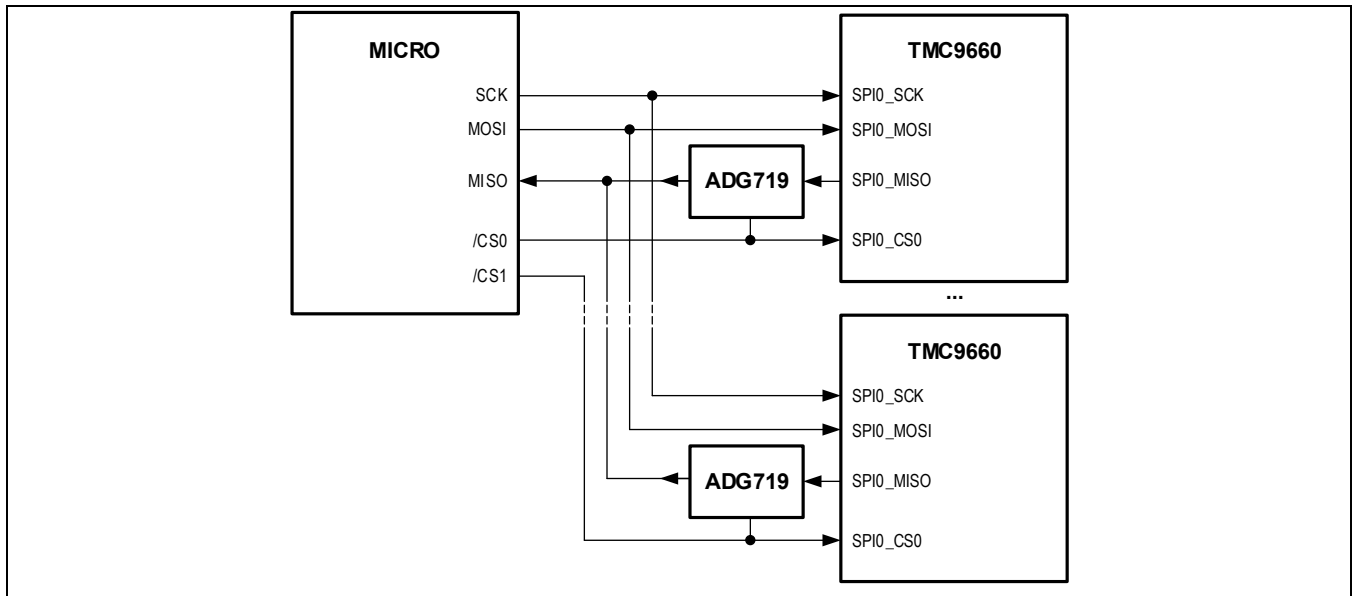 MICRO
SCK
MOSI
MISO
/CS0
/CS1
ADG719
TMC9660
SPI0_SCK
SPI0_MOSI
SPI0_MISO
SPI0_CS0
...
ADG719
TMC9660
SPI0_SCK
SPI0_MOSI
SPI0_MISO
SPI0_CS0